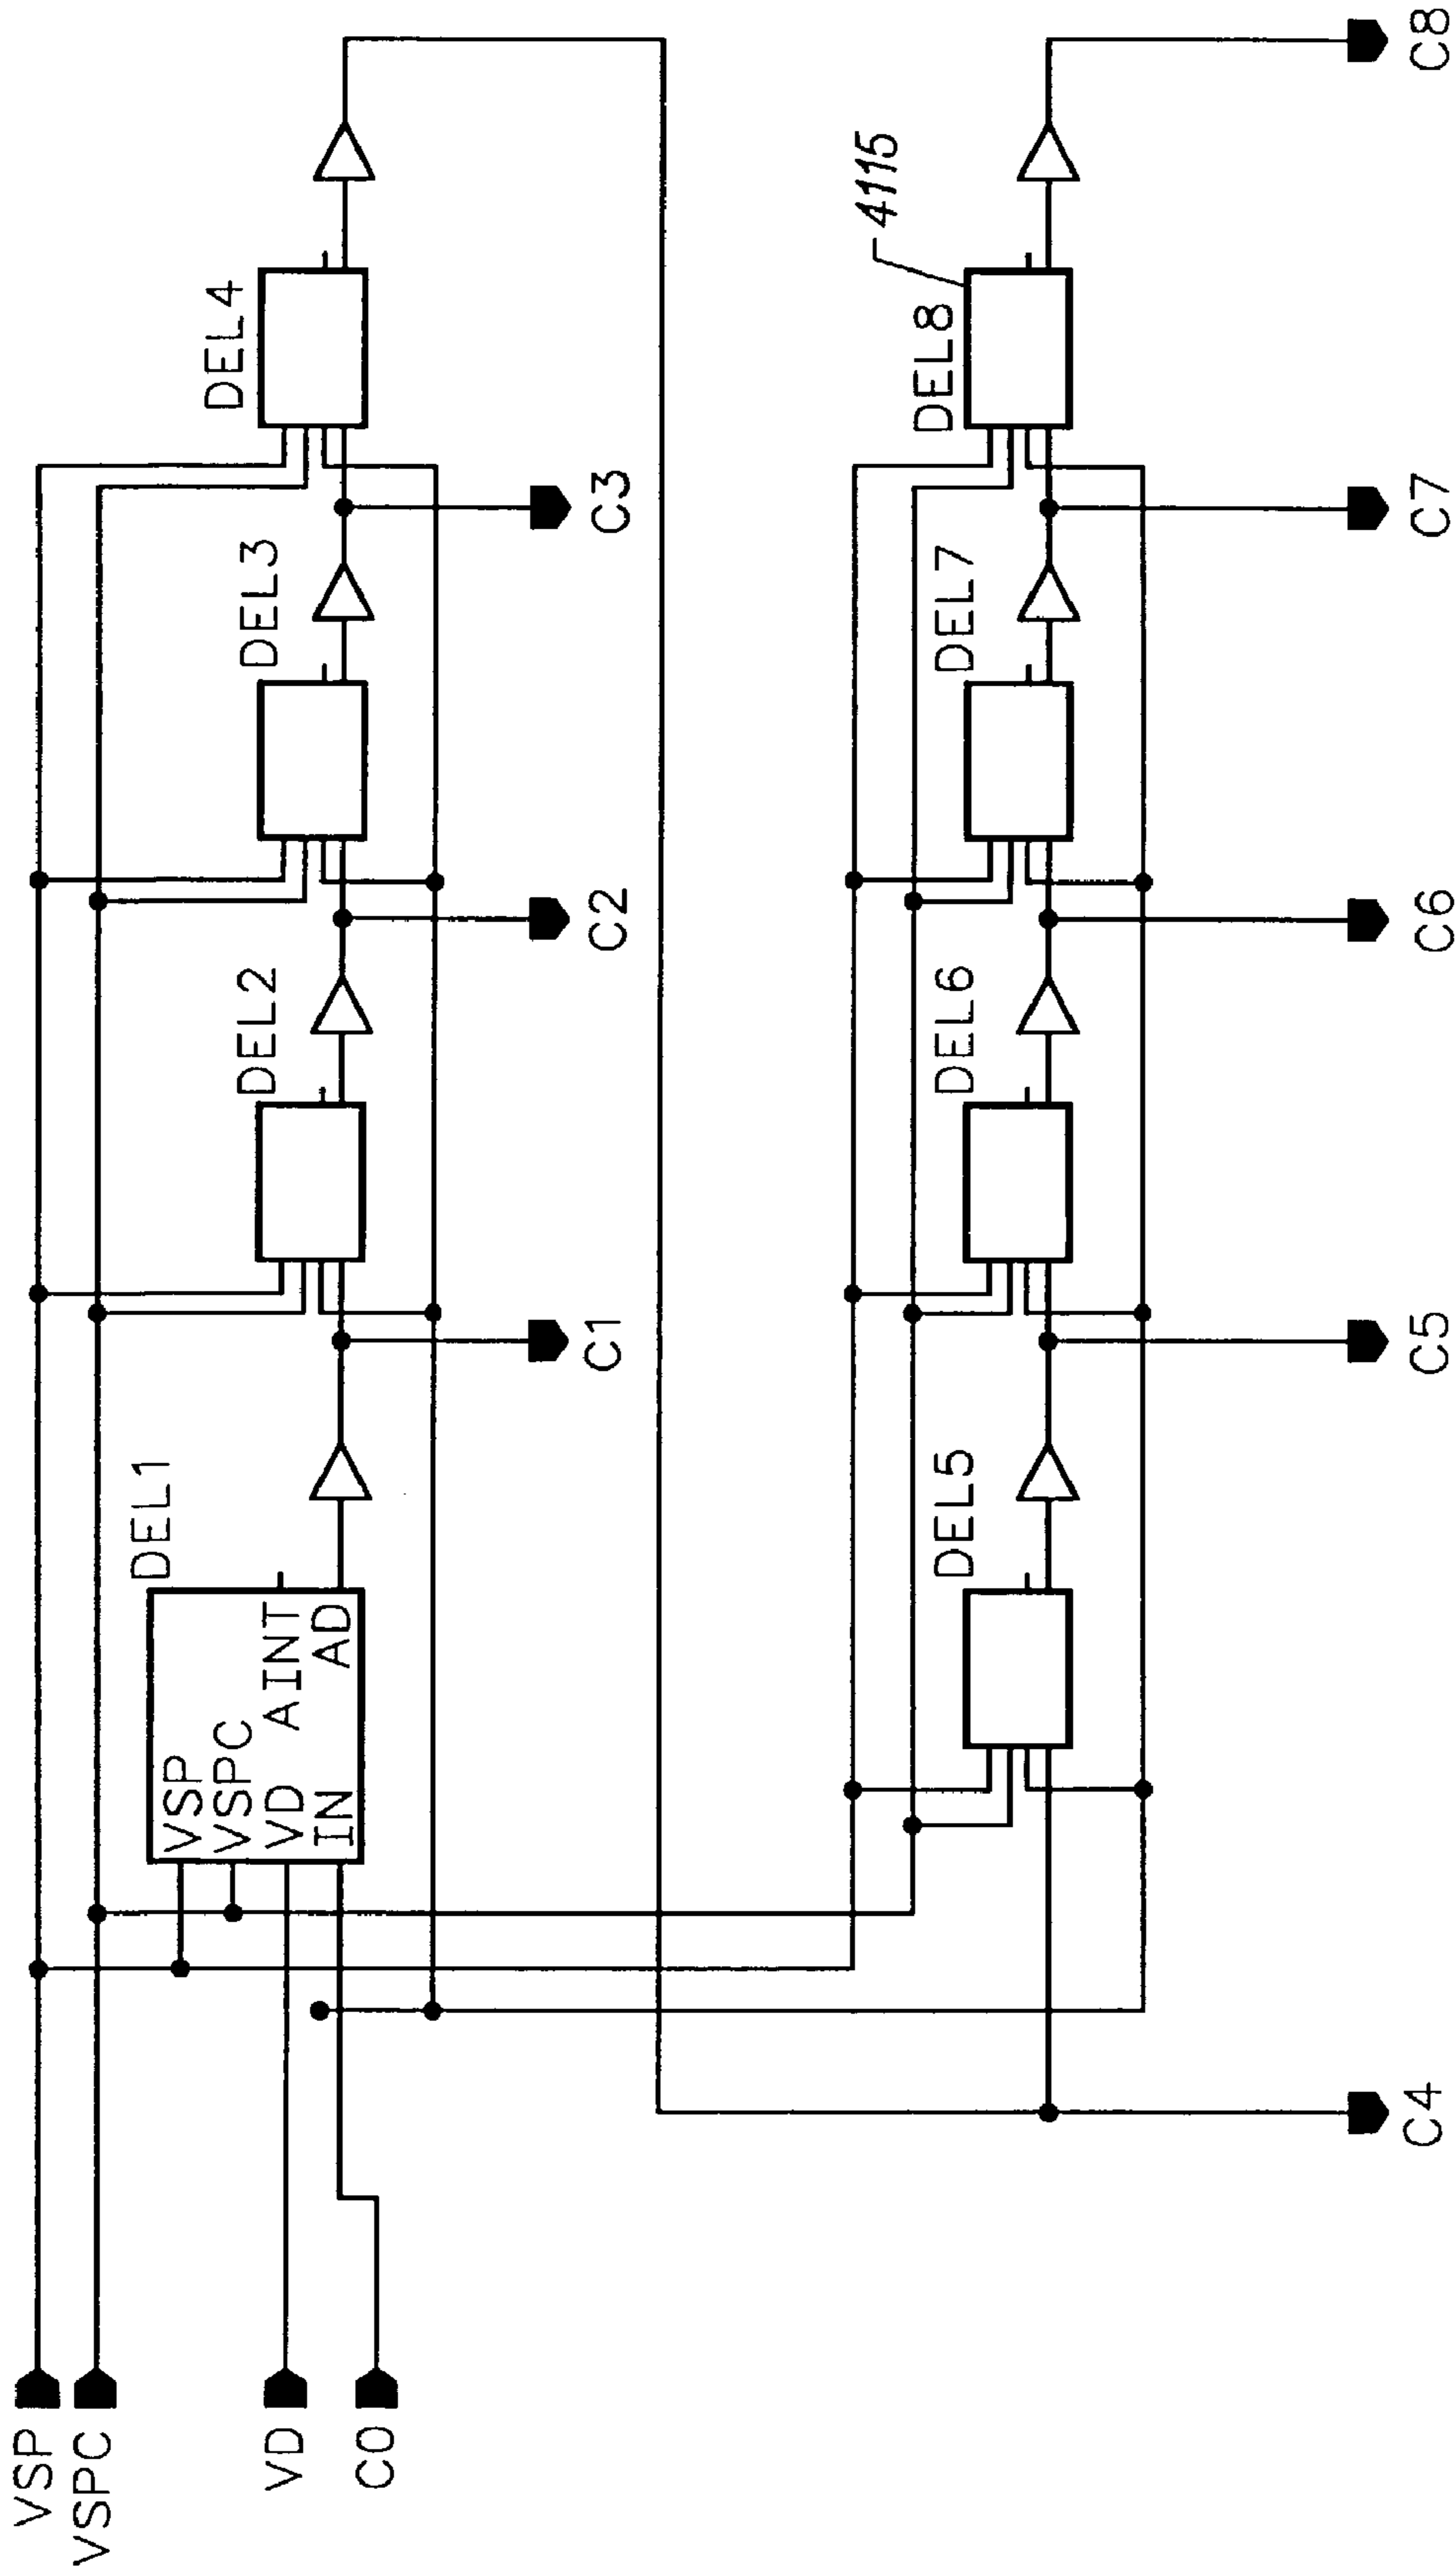 VSP
VSPC
VD
C0
DEL1
VSP
VSPC
VD
IN
AINT
AD
DEL2
DEL3
DEL4
C1
C2
C3
DEL5
DEL6
DEL7
DEL8
4115
C4
C5
C6
C7
C8